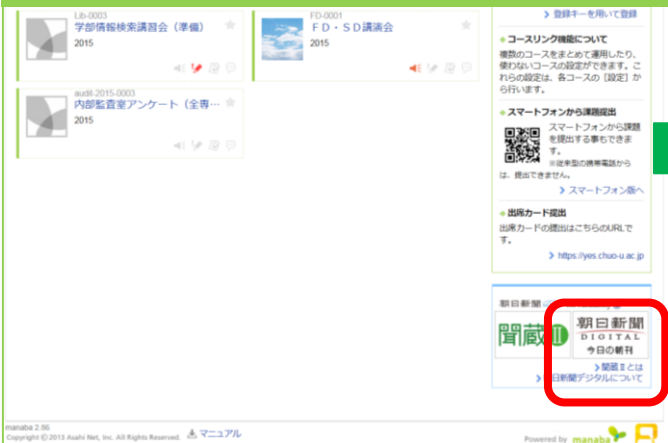 Lib-0003
学部情報検索講習会（準備）
2015
FD-0001
ＦＤ・ＳＤ講演会
2015
audit-2015-0003
内部監査室アンケート（全専…
2015
登録キーを用いて登録
コースリンク機能について
複数のコースをまとめて運用したり、
使わないコースの設定ができます。こ
れらの設定は、各コースの［設定］か
ら行います。
スマートフォンから課題提出
スマートフォンから課題
を提出する事もできま
す。
※従来型の携帯電話から
は、提出できません。
スマートフォン版へ
出席カード提出
出席カードの提出はこちらのURLで
す。
https://yes.chuo-u.ac.jp
朝日新聞
聞蔵II
朝日新聞
DIGITAL
今日の朝刊
聞蔵Ⅱとは
日新聞デジタルについて
manaba 2.86
Copyright © 2013 Asahi Net, Inc. All Rights Reserved.
マニュアル
Powered by manaba